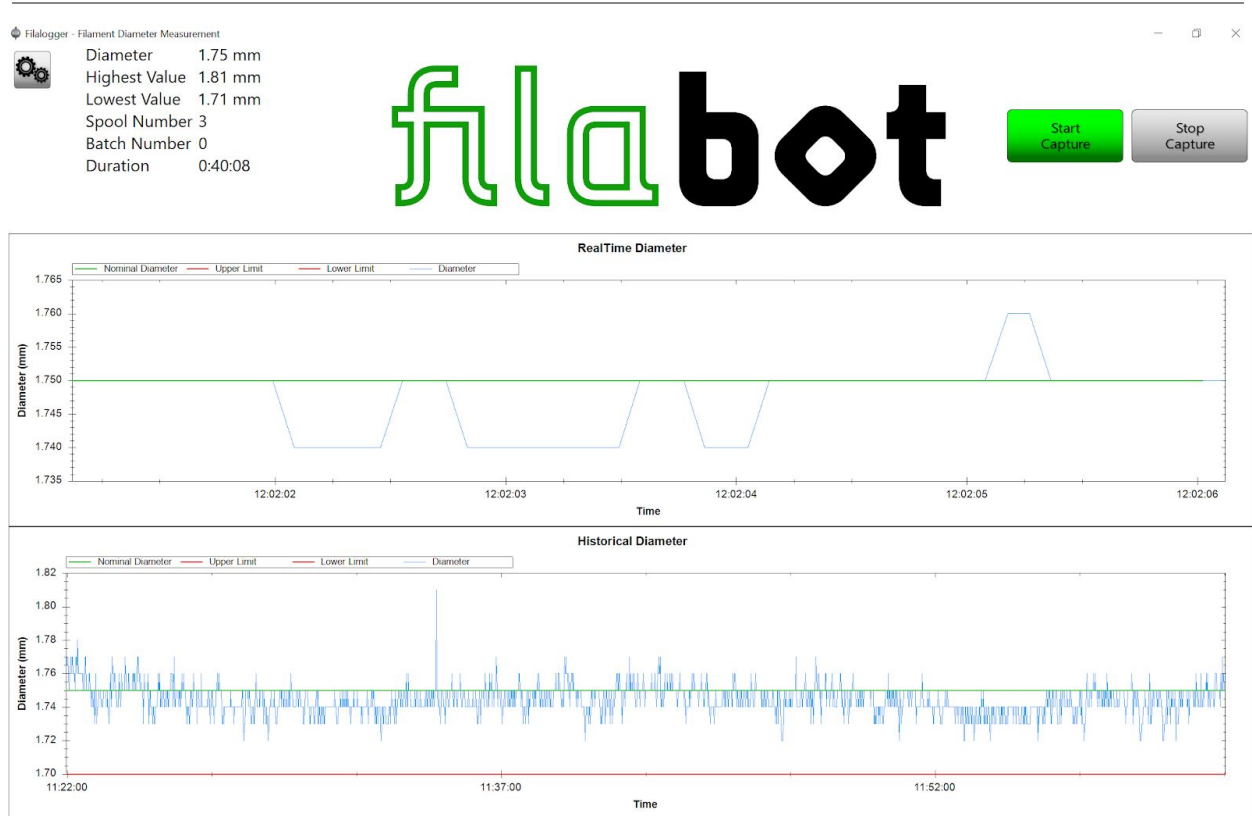 Filalogger - Filament Diameter Measurement
Diameter 1.75 mm
Highest Value 1.81 mm
Lowest Value 1.71 mm
Spool Number 3
Batch Number 0
Duration 0:40:08
filabot
Start
Capture
Stop
Capture
RealTime Diameter
Nominal Diameter Upper Limit Lower Limit Diameter
1.765
1.760
1.755
1.750
1.745
1.740
1.735
Diameter (mm)
12:02:02 12:02:03 12:02:04 12:02:05 12:02:06
Time
Historical Diameter
Nominal Diameter Upper Limit Lower Limit Diameter
1.82
1.80
1.78
1.76
1.74
1.72
1.70
Diameter (mm)
11:22:00 11:37:00 11:52:00
Time